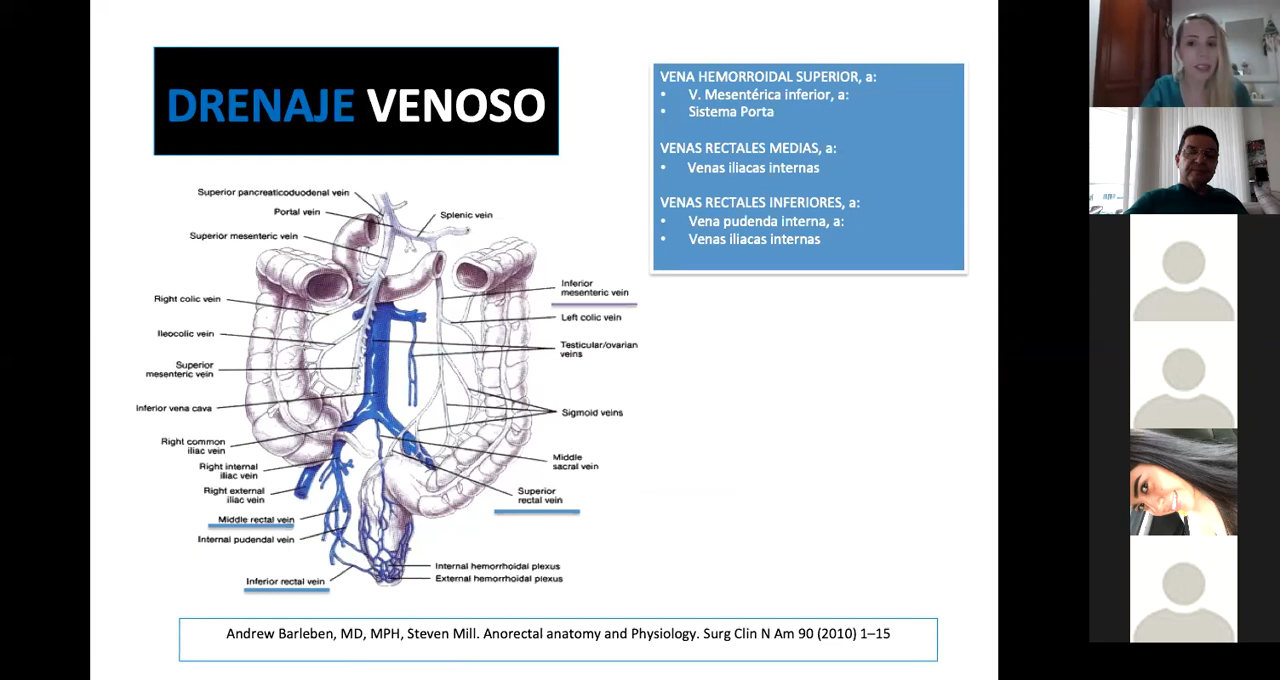 DRENAJE VENOSO
VENA HEMORROIDAL SUPERIOR, a:
• V. Mesentérica inferior, a:
• Sistema Porta
VENAS RECTALES MEDIAS, a:
• Venas iliacas internas
VENAS RECTALES INFERIORES, a:
• Vena pudenda interna, a:
• Venas iliacas internas
Superior pancreaticoduodenal vein
Portal vein
Superior mesenteric vein
Right colic vein
Ileocolic vein
Superior
mesenteric vein
Inferior vena cava
Right common
iliac vein
Right internal
iliac vein
Right external
iliac vein
Middle rectal vein
Internal pudendal vein
Inferior rectal vein
Splenic vein
Inferior
mesenteric vein
Left colic vein
Testicular/ovarian
veins
Sigmoid veins
Middle
sacral vein
Superior
rectal vein
Internal hemorrhoidal plexus
External hemorrhoidal plexus
Andrew Barleben, MD, MPH, Steven Mill. Anorectal anatomy and Physiology. Surg Clin N Am 90 (2010) 1–15